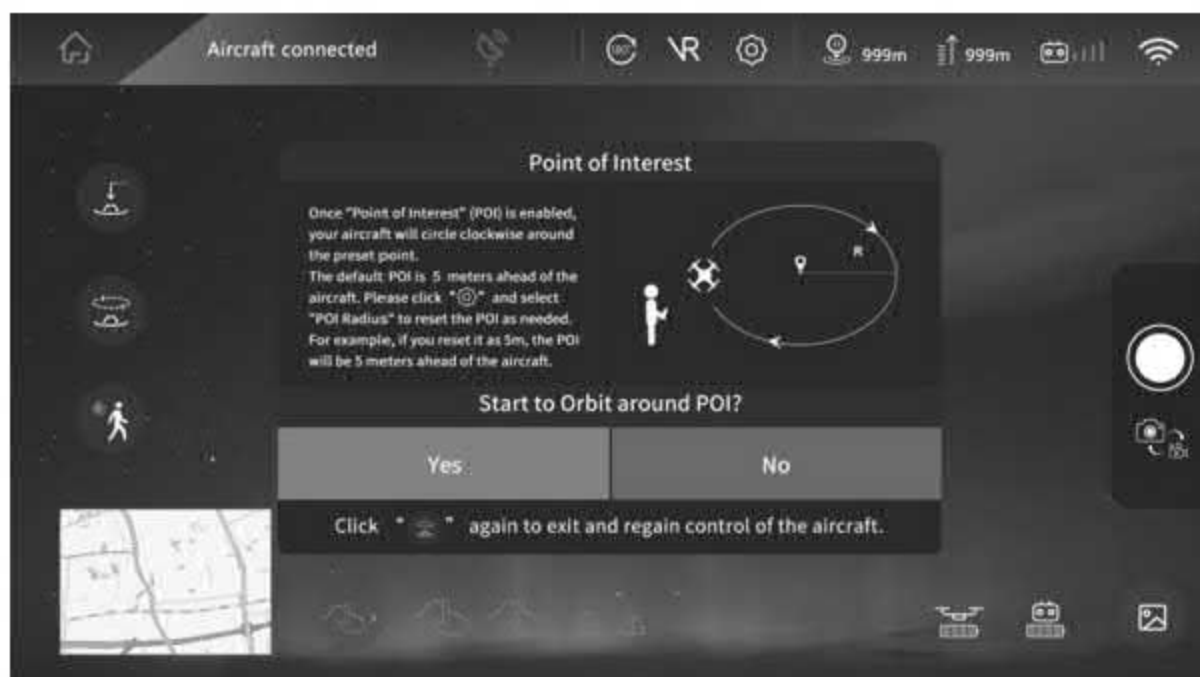 Aircraft connected
180°
VR
999m
999m
Point of Interest
Once "Point of Interest" (POI) is enabled,
your aircraft will circle clockwise around
the preset point.
The default POI is 5 meters ahead of the
aircraft. Please click "" and select
"POI Radius" to reset the POI as needed.
For example, if you reset it as 5m, the POI
will be 5 meters ahead of the aircraft.
R
Start to Orbit around POI?
Yes
No
Click "" again to exit and regain control of the aircraft.